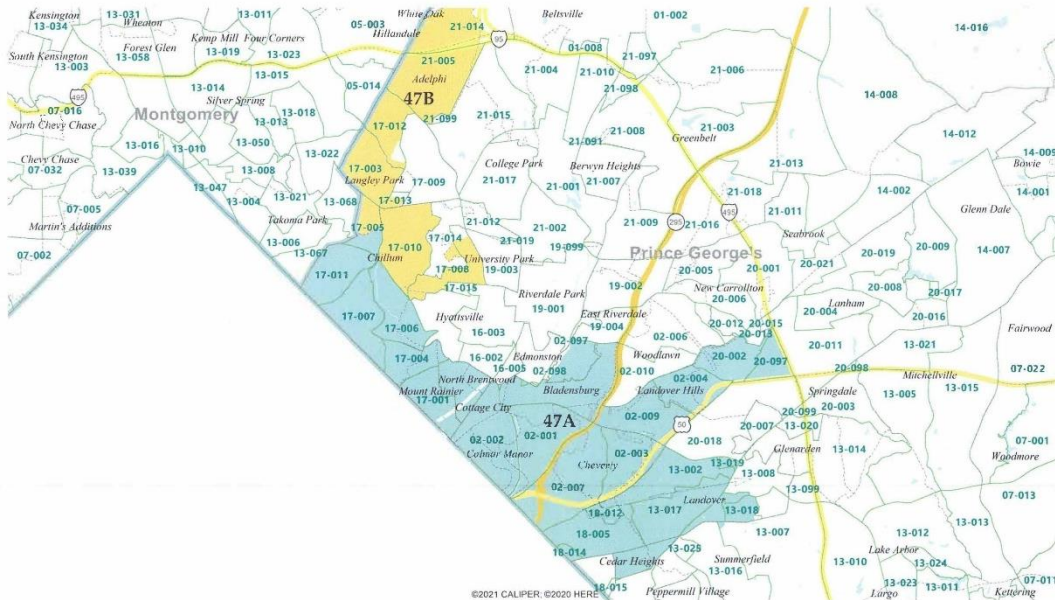 Kensington
13-034
13-031
Wheaton
13-011
05-003
White Oak
Hillandale
21-014
Beltsville
01-002
14-016
South Kensington
13-003
Forest Glen
13-058
Kemp Mill
13-019
Four Corners
13-023
95
01-008
21-097
21-005
21-004
21-010
21-006
13-015
05-014
Adelphi
21-098
14-008
495
07-016
13-014
Silver Spring
47B
North Chevy Chase
Montgomery
13-018
13-013
17-012
21-099
21-015
21-008
21-003
14-012
13-016
13-010
13-050
21-091
Greenbelt
Chevy Chase
07-032
13-039
13-022
College Park
Berwyn Heights
21-013
14-009
Bowie
13-008
17-003
Langley Park
17-009
21-017
21-001
21-007
21-018
14-002
14-001
13-047
13-004
13-021
13-068
17-013
07-005
Martin's Additions
Takoma Park
17-005
21-012
21-002
21-009
295
21-016
495
21-011
Glenn Dale
13-006
17-010
17-014
21-019
19-099
Seabrook
07-002
13-067
Chillum
University Park
Prince George's
20-019
20-009
14-007
17-011
17-008
19-003
20-005
20-001
20-021
17-015
19-002
New Carrollton
20-008
20-017
Riverdale Park
20-006
Lanham
17-007
Hyattsville
19-001
East Riverdale
20-004
20-016
17-006
16-003
19-004
20-012
20-015
20-013
Fairwood
02-097
02-006
20-011
13-021
17-004
16-002
Edmonston
Woodlawn
20-002
20-097
16-005
02-098
02-010
20-098
07-022
North Brentwood
02-004
Mitchellville
Mount Rainier
Bladensburg
Landover Hills
Springdale
13-005
13-015
17-001
Cottage City
20-099
20-003
47A
02-009
50
20-007
13-020
02-002
02-001
20-018
Glenarden
07-001
Colmar Manor
02-003
13-014
Woodmore
Cheverly
13-002
13-019
13-008
02-007
13-099
07-013
Landover
18-012
13-017
13-018
13-013
18-005
13-007
13-012
18-014
13-025
Lake Arbor
Cedar Heights
Summerfield
13-010
13-024
13-016
18-015
Peppermill Village
13-023
13-011
07-011
Largo
Kettering
©2021 CALIPER; ©2020 HERE